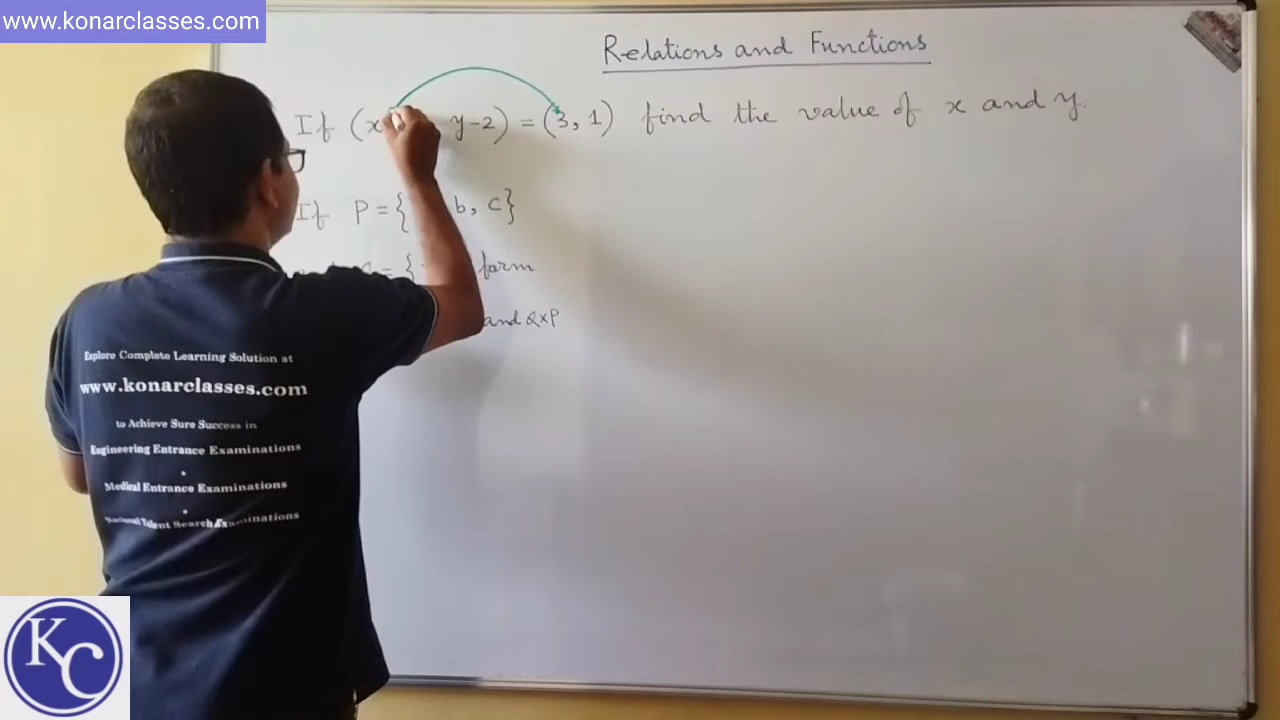 www.konarclasses.com
Relations and Functions
If (x y-2) = (3, 1) find the value of x and y.
If P = { b, c}
= { form
and Q×P
Explore Complete Learning Solution at
www.konarclasses.com
to Achieve Sure Success in
Engineering Entrance Examinations
•
Medical Entrance Examinations
•
National Talent Search Examinations
KC